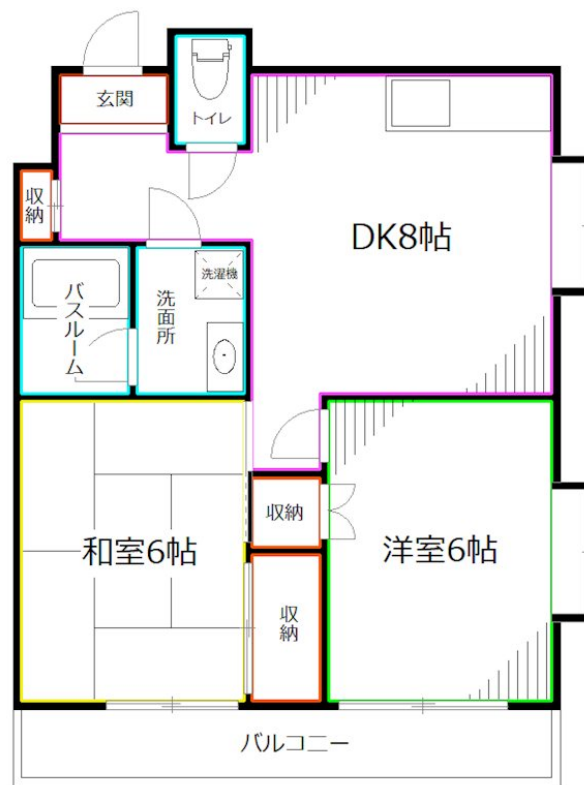 玄関
トイレ
収納
DK8帖
洗濯機
バスルーム
洗面所
収納
和室6帖
洋室6帖
収納
バルコニー